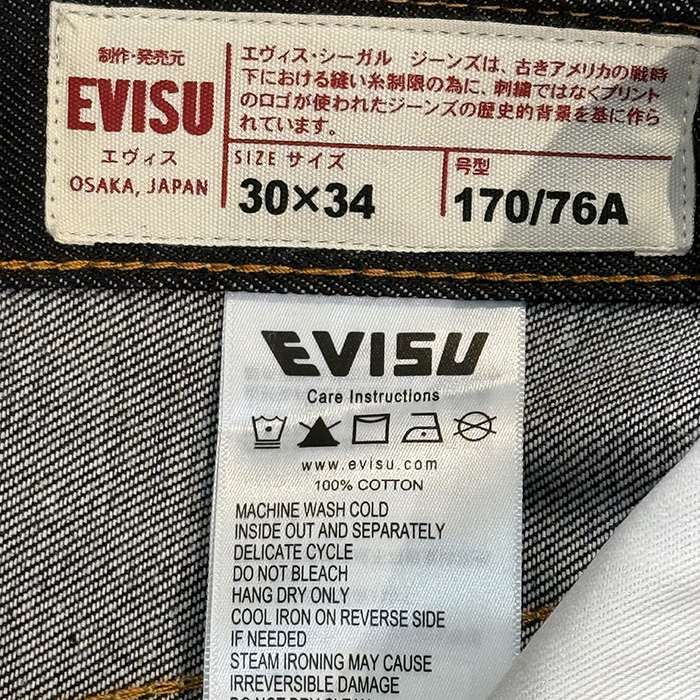 制作・発売元
EVISU
エヴィス
OSAKA, JAPAN
エヴィス・シーガル ジーンズは、古きアメリカの戦時
下における縫い糸制限の為に、刺繍ではなくプリント
のロゴが使われたジーンズの歴史的背景を基に作ら
れています。
SIZE サイズ
30×34
号型
170/76A
EVISU
Care Instructions
www.evisu.com
100% COTTON
MACHINE WASH COLD
INSIDE OUT AND SEPARATELY
DELICATE CYCLE
DO NOT BLEACH
HANG DRY ONLY
COOL IRON ON REVERSE SIDE
IF NEEDED
STEAM IRONING MAY CAUSE
IRREVERSIBLE DAMAGE
DO NOT DRY CLEAN